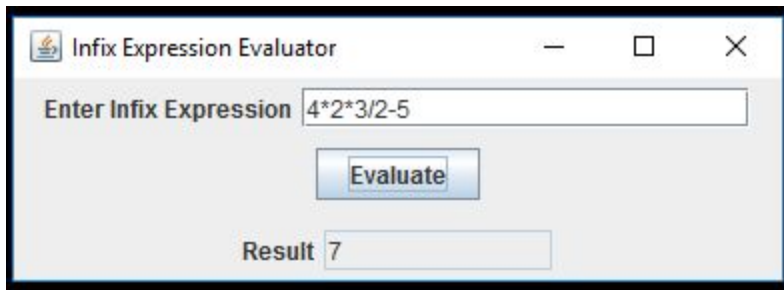 Infix Expression Evaluator
Enter Infix Expression 4*2*3/2-5
Evaluate
Result 7